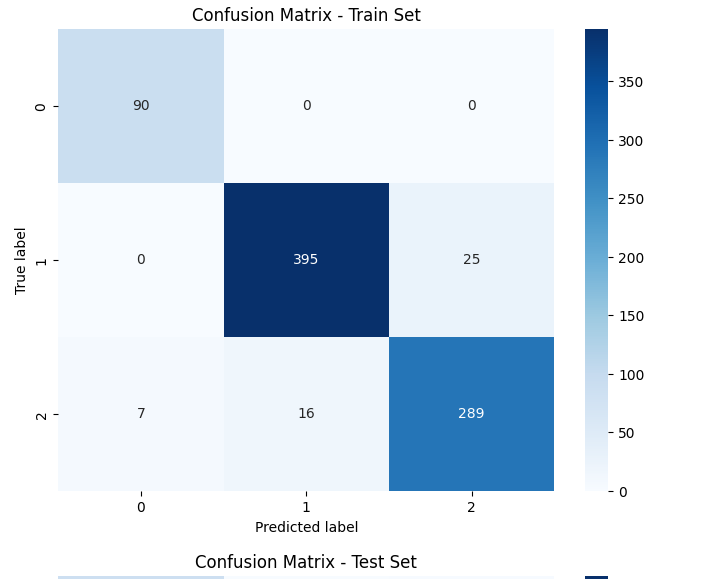 Confusion Matrix - Train Set
0 90 0 0
1 0 395 25
2 7 16 289
0 1 2
True label
Predicted label
350
300
250
200
150
100
50
0
Confusion Matrix - Test Set